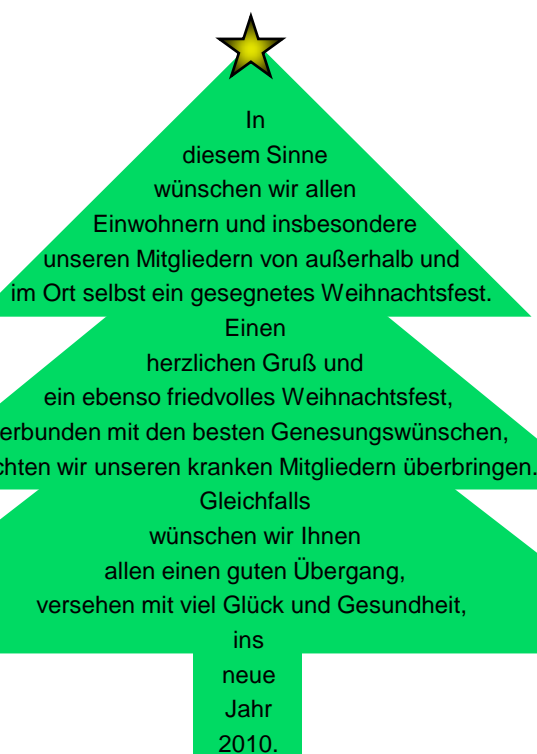 In
diesem Sinne
wünschen wir allen
Einwohnern und insbesondere
unseren Mitgliedern von außerhalb und
im Ort selbst ein gesegnetes Weihnachtsfest.
Einen
herzlichen Gruß und
ein ebenso friedvolles Weihnachtsfest,
erbunden mit den besten Genesungswünschen,
chten wir unseren kranken Mitgliedern überbringen.
Gleichfalls
wünschen wir Ihnen
allen einen guten Übergang,
versehen mit viel Glück und Gesundheit,
ins
neue
Jahr
2010.